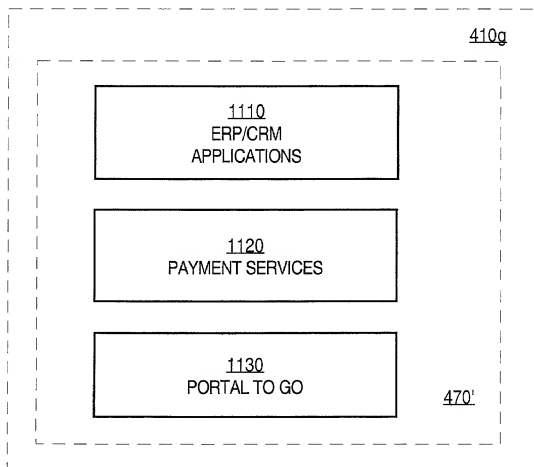 410g
1110
ERP/CRM
APPLICATIONS
1120
PAYMENT SERVICES
1130
PORTAL TO GO
470'